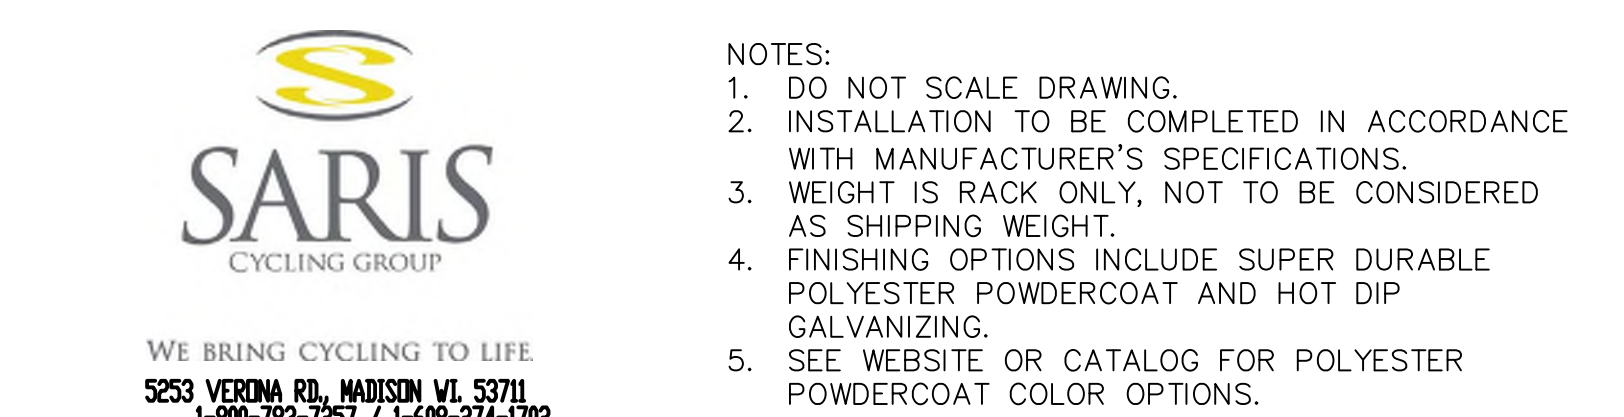 SARIS
CYCLING GROUP
WE BRING CYCLING TO LIFE.
5253 VERONA RD., MADISON WI. 53711
NOTES:
1. DO NOT SCALE DRAWING.
2. INSTALLATION TO BE COMPLETED IN ACCORDANCE
WITH MANUFACTURER'S SPECIFICATIONS.
3. WEIGHT IS RACK ONLY, NOT TO BE CONSIDERED
AS SHIPPING WEIGHT.
4. FINISHING OPTIONS INCLUDE SUPER DURABLE
POLYESTER POWDERCOAT AND HOT DIP
GALVANIZING.
5. SEE WEBSITE OR CATALOG FOR POLYESTER
POWDERCOAT COLOR OPTIONS.